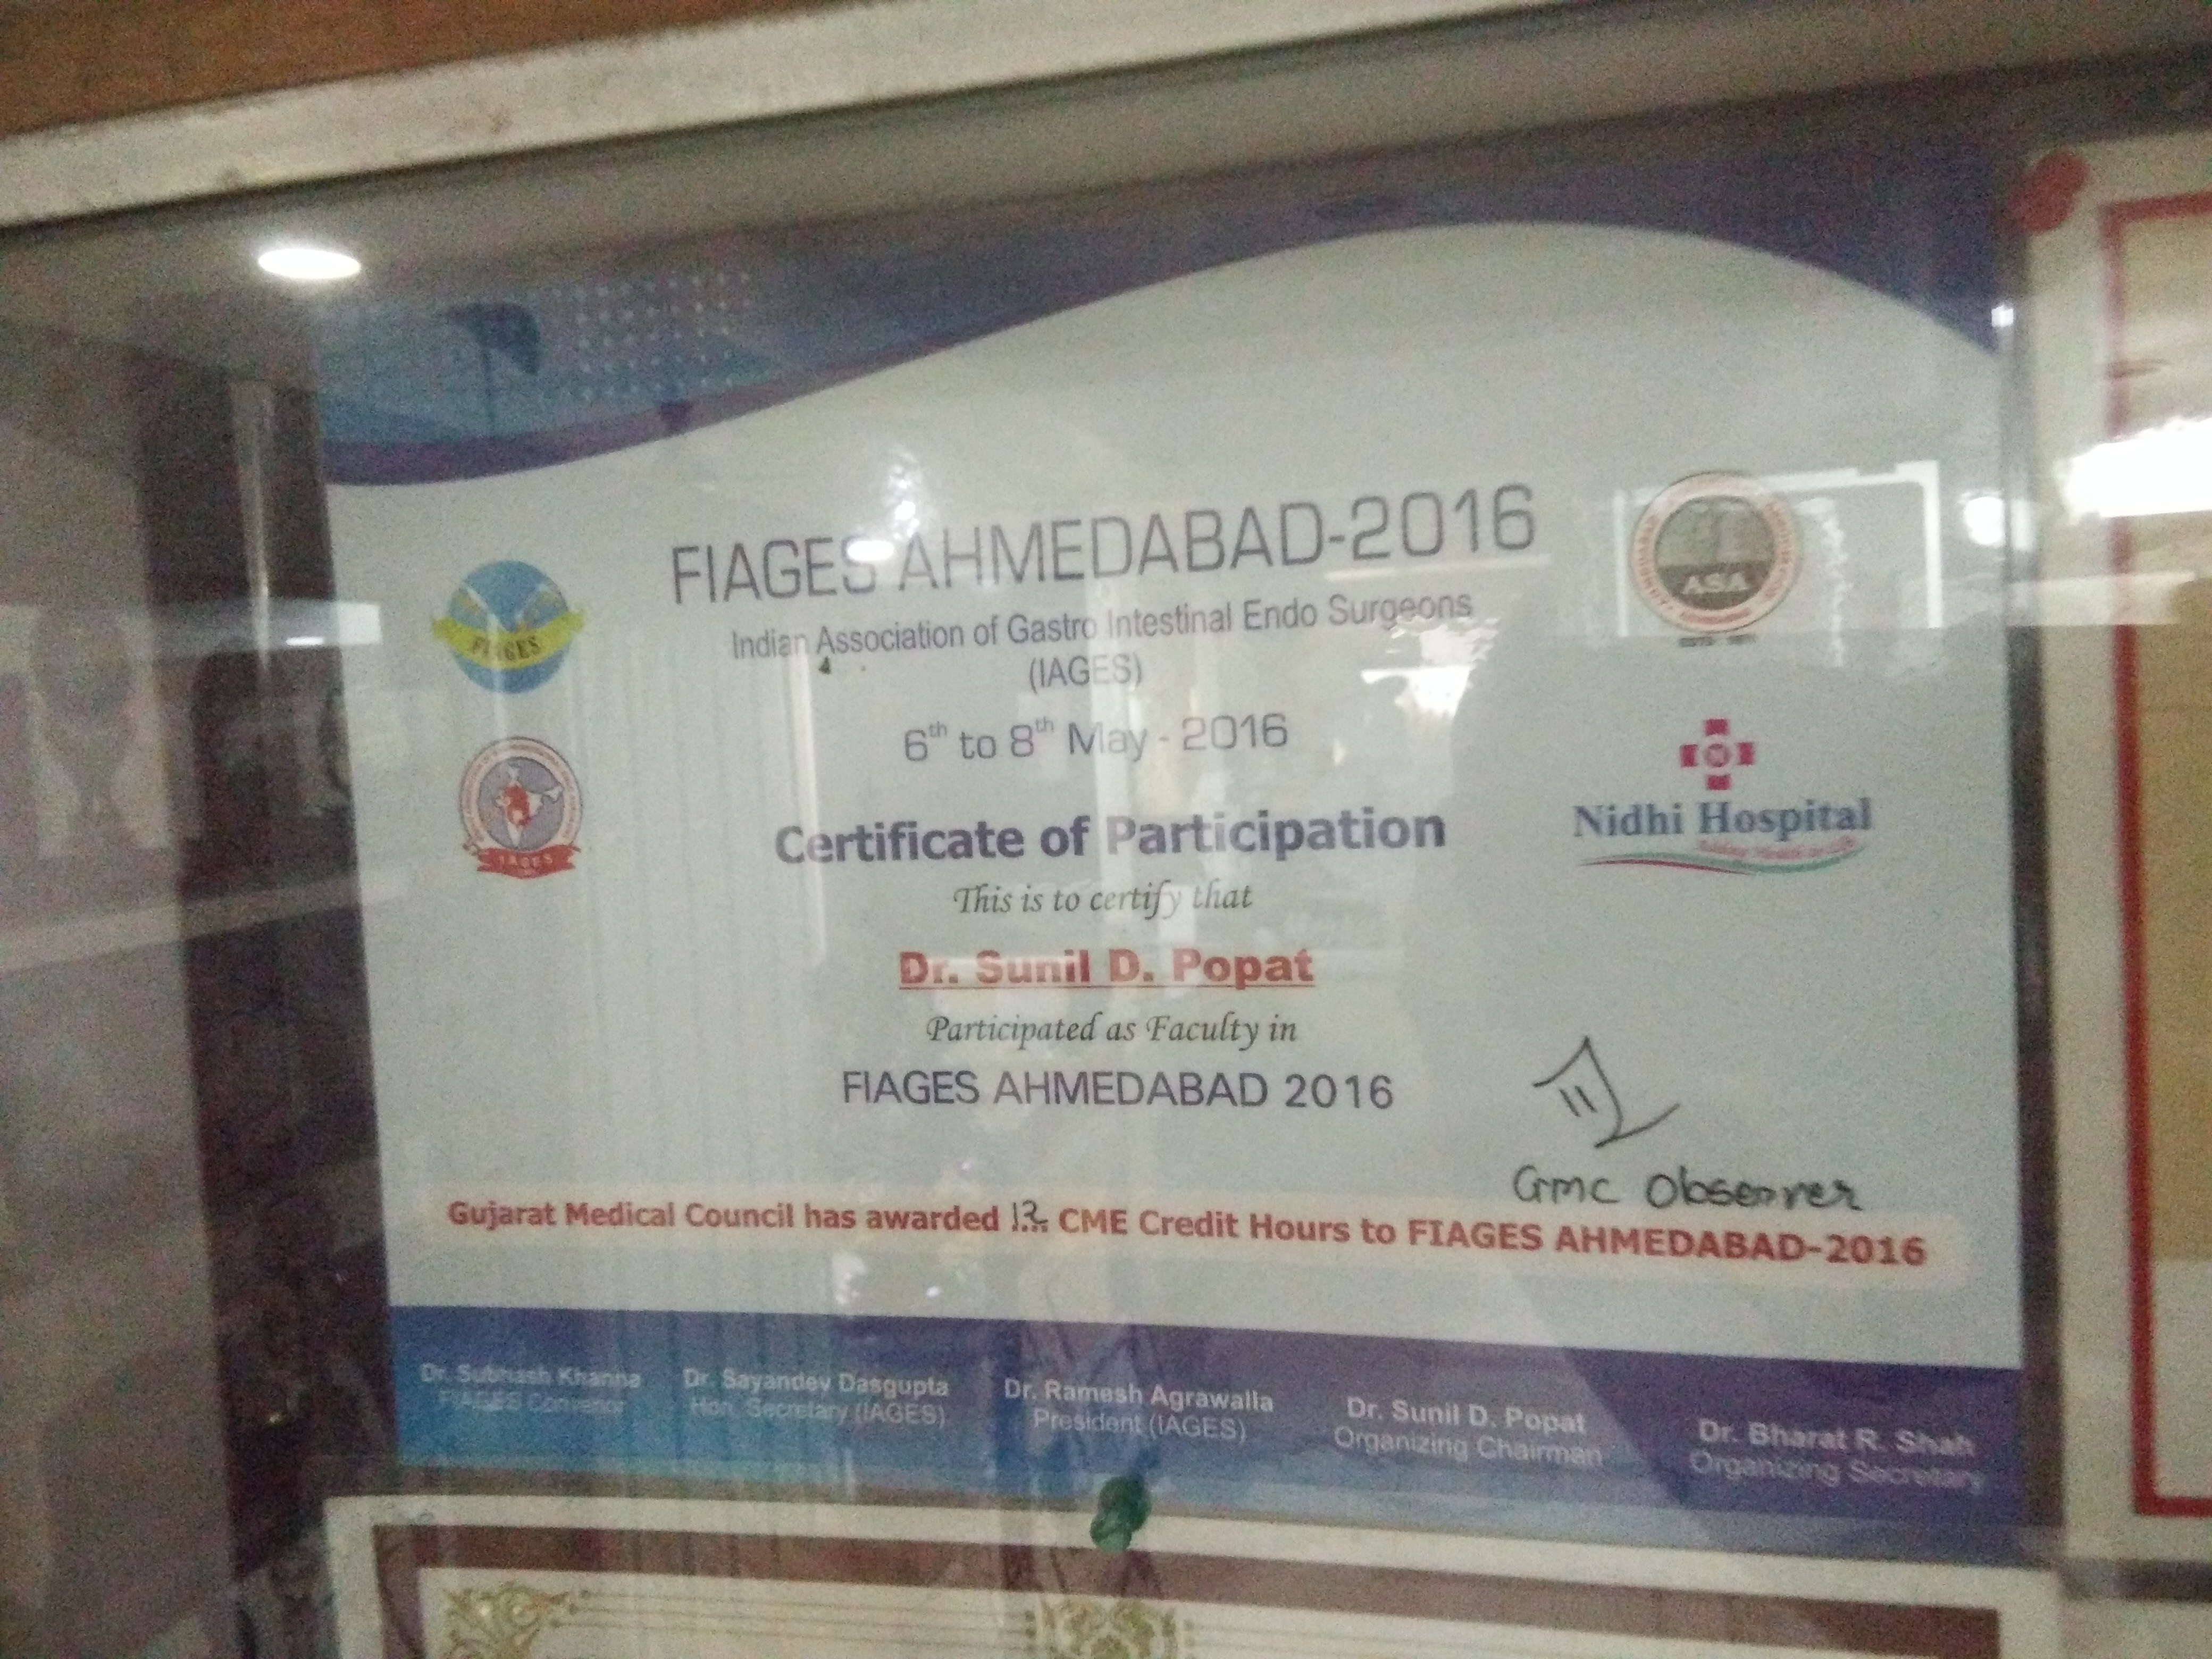 FIAGES AHMEDABAD-2016
Indian Association of Gastro Intestinal Endo Surgeons
(IAGES)
6th to 8th May - 2016
FIAGES
IAGES
ASA
Nidhi Hospital
Certificate of Participation
This is to certify that
Dr. Sunil D. Popat
Participated as Faculty in
FIAGES AHMEDABAD 2016
GMC Observer
Gujarat Medical Council has awarded 12 CME Credit Hours to FIAGES AHMEDABAD-2016
Dr. Subhash Khanna
FIAGES Convenor
Dr. Sayandev Dasgupta
Hon. Secretary (IAGES)
Dr. Ramesh Agrawalla
President (IAGES)
Dr. Sunil D. Popat
Organizing Chairman
Dr. Bharat R. Shah
Organizing Secretary